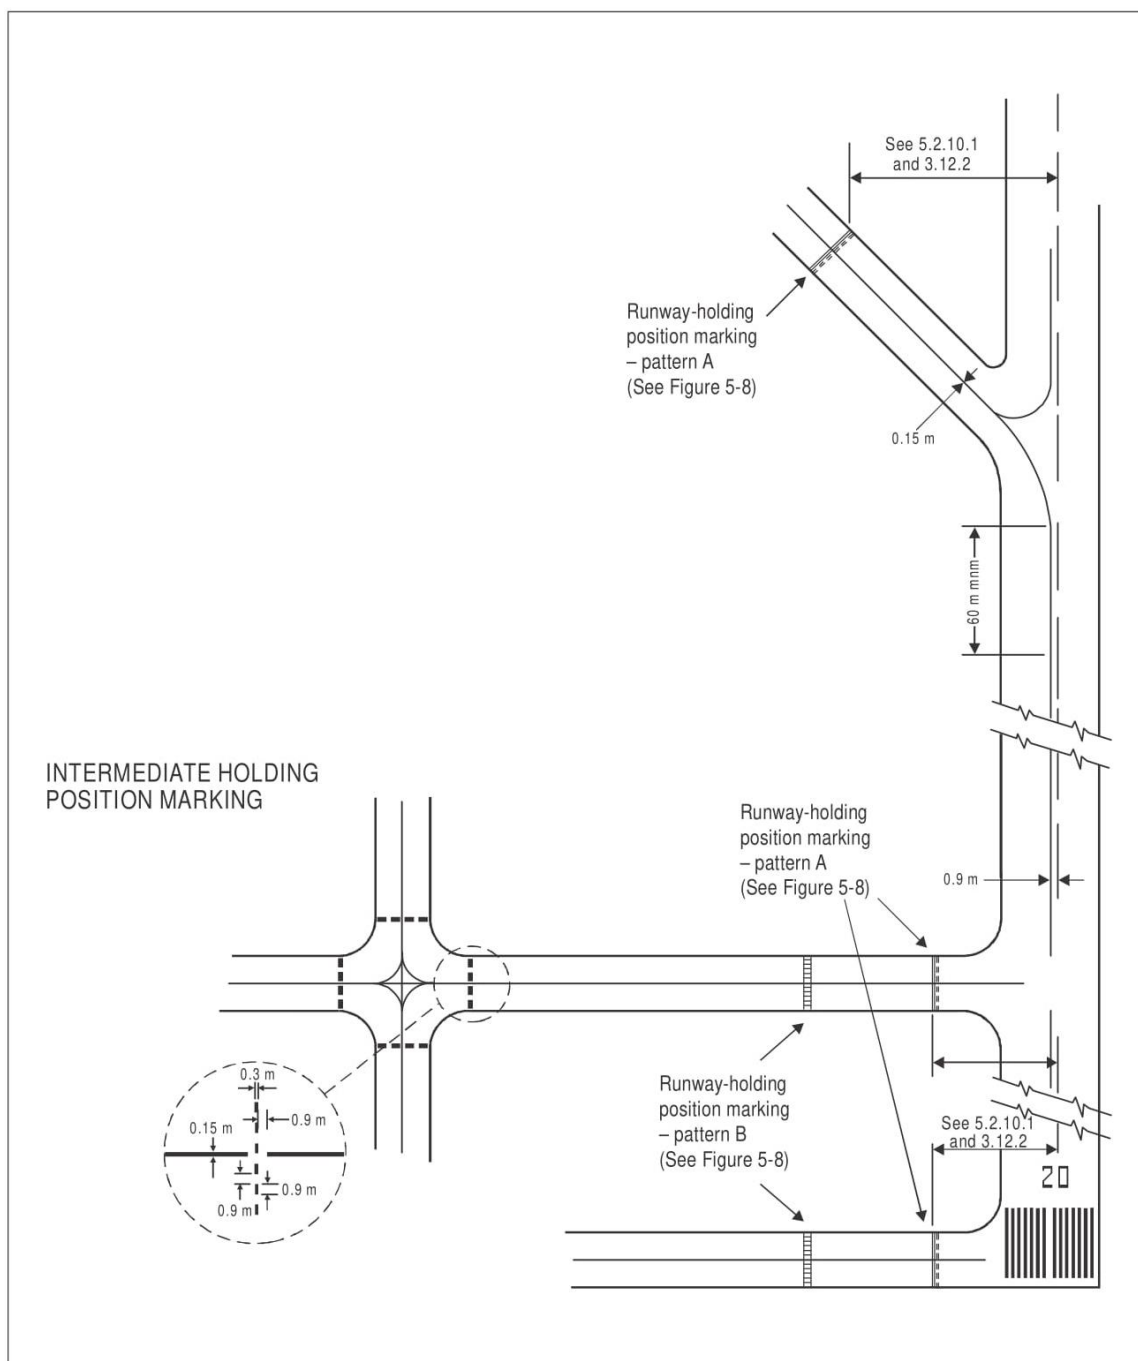 See 5.2.10.1
and 3.12.2
Runway-holding
position marking
– pattern A
(See Figure 5-8)
0.15 m
60 m mnm
INTERMEDIATE HOLDING
POSITION MARKING
Runway-holding
position marking
– pattern A
(See Figure 5-8)
0.9 m
0.3 m
0.9 m
0.15 m
0.9 m
0.9 m
Runway-holding
position marking
– pattern B
(See Figure 5-8)
See 5.2.10.1
and 3.12.2
20